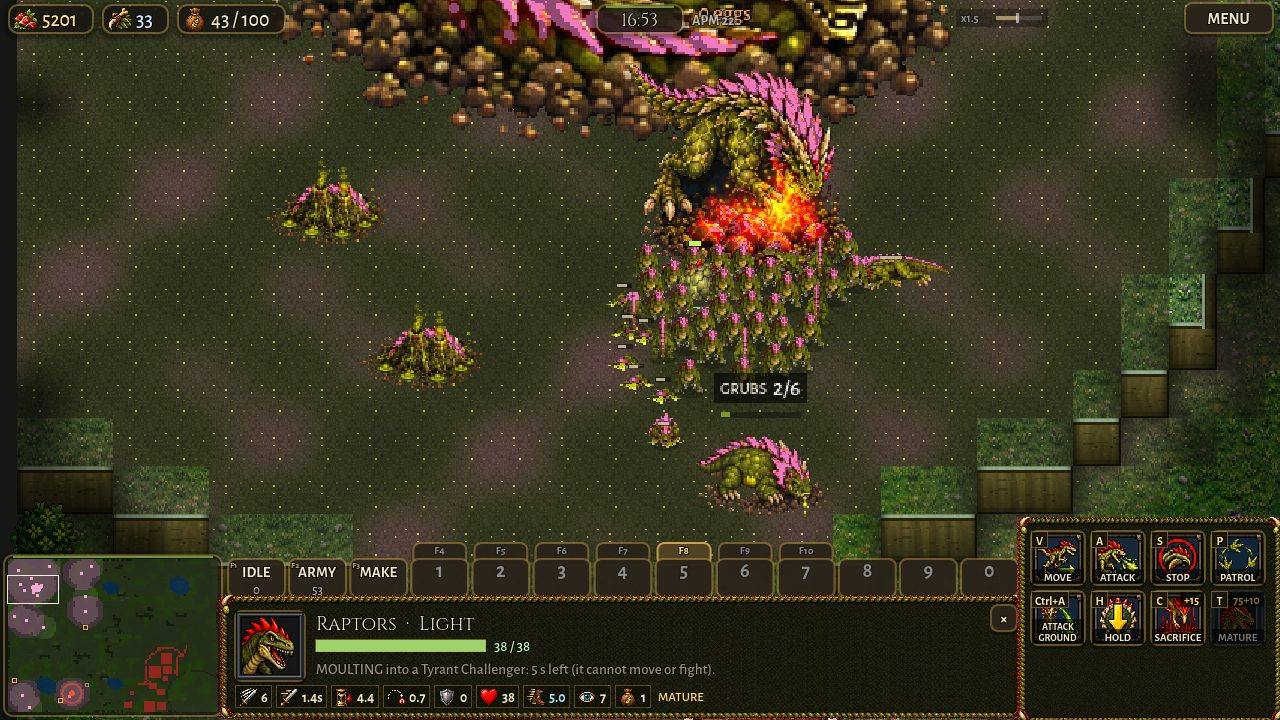 5201
33
43/100
16:53
APM 22
eggs
x1.5
MENU
GRUBS 2/6
F4
F5
F6
F7
F8
F9
F10
F1 IDLE 0
ARMY 53
MAKE
1
2
3
4
5
6
7
8
9
0
Raptors · Light
38/38
MOULTING into a Tyrant Challenger: 5 s left (it cannot move or fight).
6
1.4s
4.4
0.7
0
38
5.0
7
1
MATURE
×
V MOVE
A ATTACK
S STOP
P PATROL
Ctrl+A ATTACK GROUND
H HOLD
C +15 SACRIFICE
T 75+10 MATURE